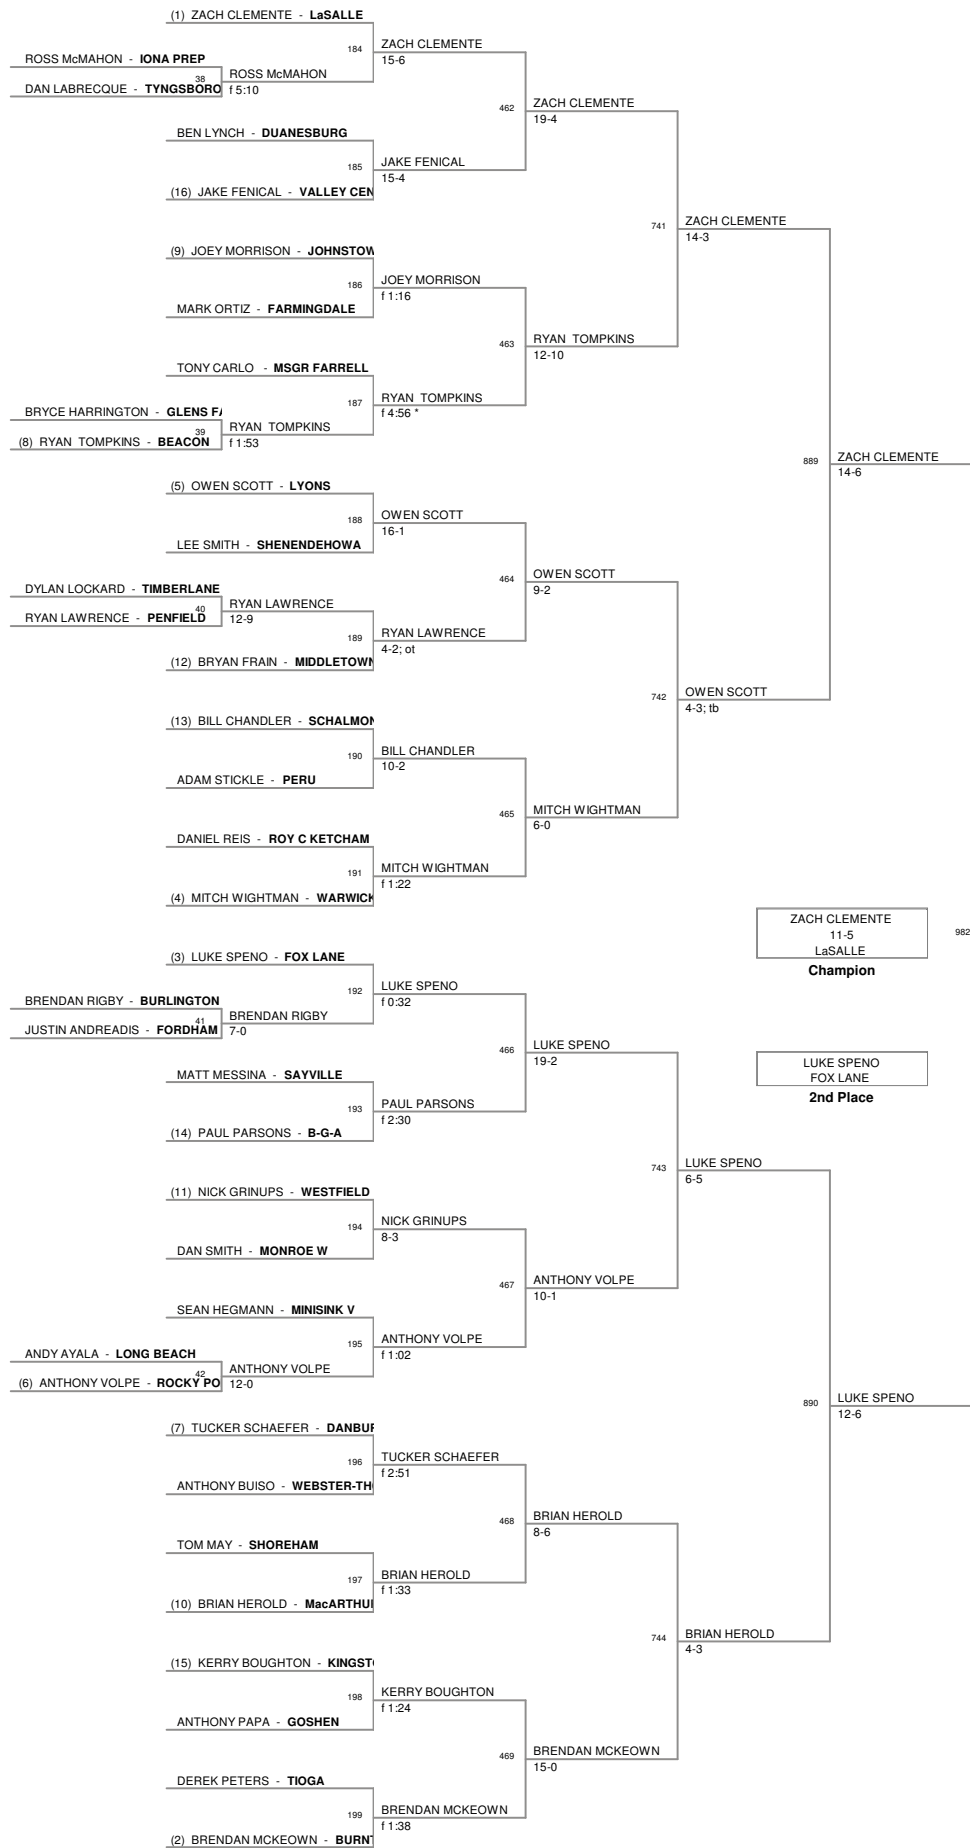 (1) ZACH CLEMENTE - LaSALLE
184 ZACH CLEMENTE
15-6
ROSS McMAHON - IONA PREP
38 ROSS McMAHON
DAN LABRECQUE - TYNGSBORO
f 5:10
462 ZACH CLEMENTE
19-4
BEN LYNCH - DUANESBURG
185 JAKE FENICAL
15-4
(16) JAKE FENICAL - VALLEY CEN
741 ZACH CLEMENTE
14-3
(9) JOEY MORRISON - JOHNSTOW
186 JOEY MORRISON
f 1:16
MARK ORTIZ - FARMINGDALE
463 RYAN TOMPKINS
12-10
TONY CARLO - MSGR FARRELL
187 RYAN TOMPKINS
f 4:56 *
BRYCE HARRINGTON - GLENS FA
39 RYAN TOMPKINS
(8) RYAN TOMPKINS - BEACON
f 1:53
889 ZACH CLEMENTE
14-6
(5) OWEN SCOTT - LYONS
188 OWEN SCOTT
16-1
LEE SMITH - SHENENDEHOWA
464 OWEN SCOTT
9-2
DYLAN LOCKARD - TIMBERLANE
40 RYAN LAWRENCE
RYAN LAWRENCE - PENFIELD
12-9
189 RYAN LAWRENCE
4-2; ot
(12) BRYAN FRAIN - MIDDLETOWN
742 OWEN SCOTT
4-3; tb
(13) BILL CHANDLER - SCHALMON
190 BILL CHANDLER
10-2
ADAM STICKLE - PERU
465 MITCH WIGHTMAN
6-0
DANIEL REIS - ROY C KETCHAM
191 MITCH WIGHTMAN
f 1:22
(4) MITCH WIGHTMAN - WARWICK
ZACH CLEMENTE
11-5
LaSALLE
982
Champion
(3) LUKE SPENO - FOX LANE
192 LUKE SPENO
f 0:32
BRENDAN RIGBY - BURLINGTON
41 BRENDAN RIGBY
JUSTIN ANDREADIS - FORDHAM
7-0
466 LUKE SPENO
19-2
LUKE SPENO
FOX LANE
2nd Place
MATT MESSINA - SAYVILLE
193 PAUL PARSONS
f 2:30
(14) PAUL PARSONS - B-G-A
743 LUKE SPENO
6-5
(11) NICK GRINUPS - WESTFIELD
194 NICK GRINUPS
8-3
DAN SMITH - MONROE W
467 ANTHONY VOLPE
10-1
SEAN HEGMANN - MINISINK V
195 ANTHONY VOLPE
f 1:02
ANDY AYALA - LONG BEACH
42 ANTHONY VOLPE
(6) ANTHONY VOLPE - ROCKY PO
12-0
890 LUKE SPENO
12-6
(7) TUCKER SCHAEFER - DANBUR
196 TUCKER SCHAEFER
f 2:51
ANTHONY BUISO - WEBSTER-TH
468 BRIAN HEROLD
8-6
TOM MAY - SHOREHAM
197 BRIAN HEROLD
f 1:33
(10) BRIAN HEROLD - MacARTHUR
744 BRIAN HEROLD
4-3
(15) KERRY BOUGHTON - KINGST
198 KERRY BOUGHTON
f 1:24
ANTHONY PAPA - GOSHEN
469 BRENDAN MCKEOWN
15-0
DEREK PETERS - TIOGA
199 BRENDAN MCKEOWN
f 1:38
(2) BRENDAN MCKEOWN - BURNT